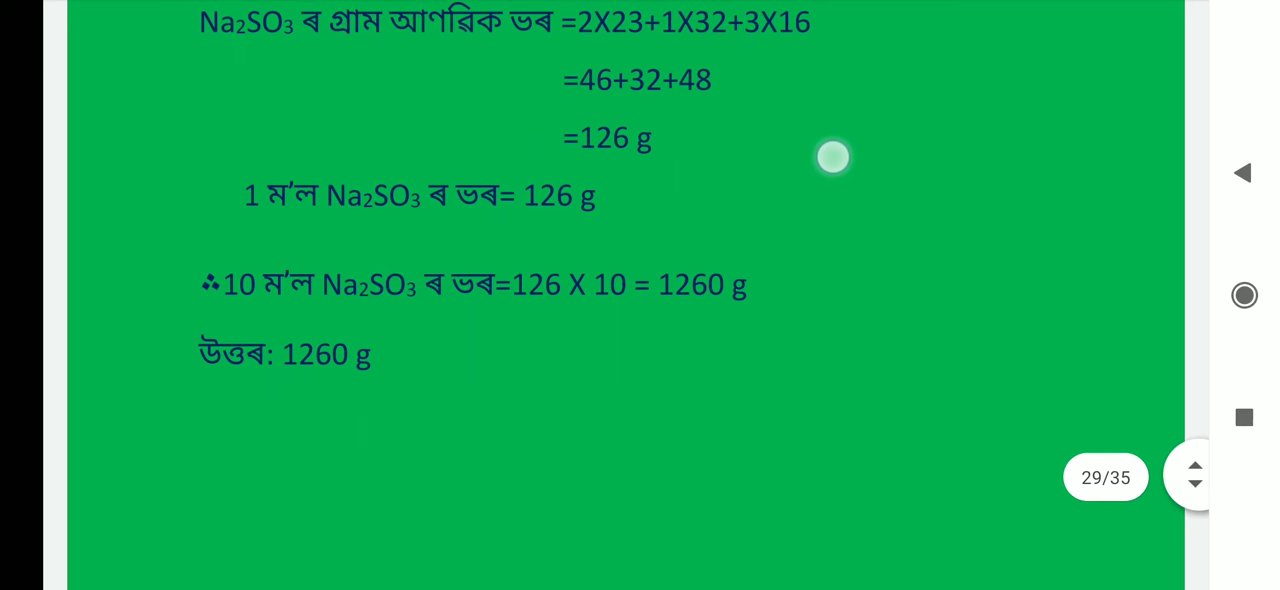 Na₂SO₃ ৰ গ্ৰাম আণৱিক ভৰ =2X23+1X32+3X16
=46+32+48
=126 g
1 ম’ল Na₂SO₃ ৰ ভৰ= 126 g
∴10 ম’ল Na₂SO₃ ৰ ভৰ=126 X 10 = 1260 g
উত্তৰ: 1260 g
29/35